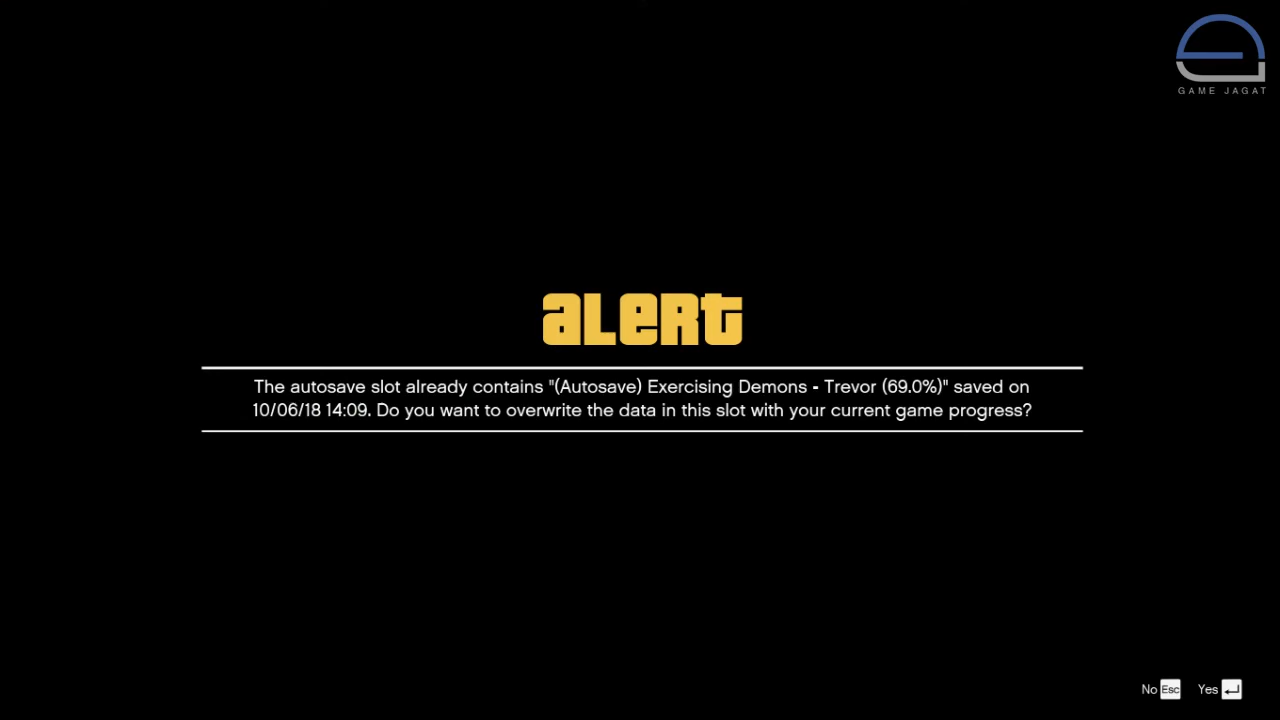 GAME JAGAT
aLeRt
The autosave slot already contains "(Autosave) Exercising Demons - Trevor (69.0%)" saved on
10/06/18 14:09. Do you want to overwrite the data in this slot with your current game progress?
No Esc Yes